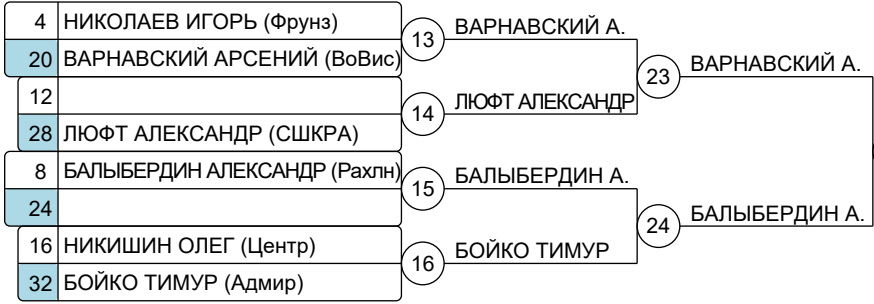 4 НИКОЛАЕВ ИГОРЬ (Фрунз)
20 ВАРНАВСКИЙ АРСЕНИЙ (ВоВис)
13 ВАРНАВСКИЙ А.
12
28 ЛЮФТ АЛЕКСАНДР (СШКРА)
14 ЛЮФТ АЛЕКСАНДР
23 ВАРНАВСКИЙ А.
8 БАЛЫБЕРДИН АЛЕКСАНДР (Рахлн)
24
15 БАЛЫБЕРДИН А.
16 НИКИШИН ОЛЕГ (Центр)
32 БОЙКО ТИМУР (Адмир)
16 БОЙКО ТИМУР
24 БАЛЫБЕРДИН А.